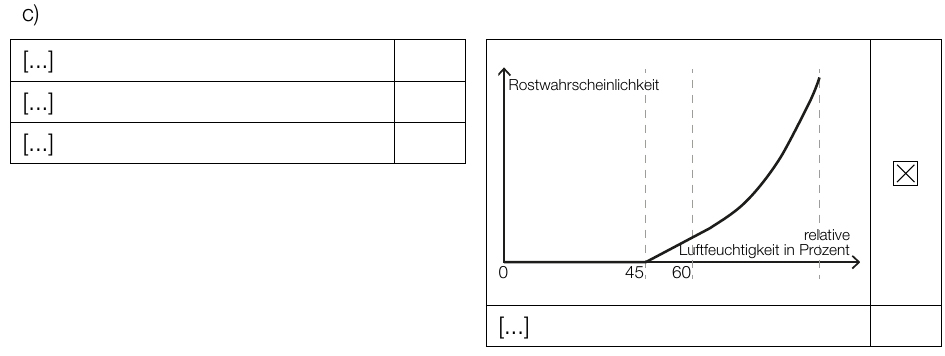 c)
[...]
[...]
[...]
Rostwahrscheinlichkeit
relative
Luftfeuchtigkeit in Prozent
0
45
60
[...]